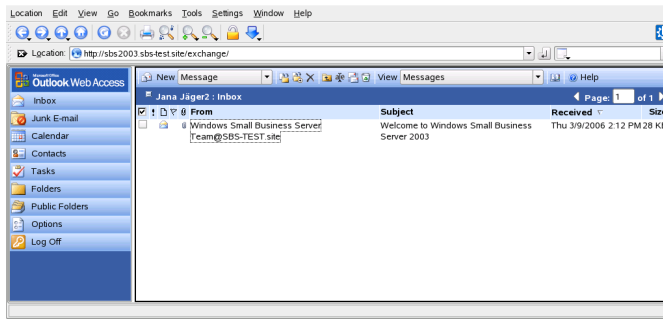 Location Edit View Go Bookmarks Tools Settings Window Help
Location: http://sbs2003.sbs-test.site/exchange/
Microsoft Office
Outlook Web Access
New Message View Messages Help
Jana Jäger2 : Inbox Page: 1 of 1
! From Subject Received Size
Windows Small Business Server Welcome to Windows Small Business Thu 3/9/2006 2:12 PM 28 KB
Team@SBS-TEST.site Server 2003
Inbox
Junk E-mail
Calendar
Contacts
Tasks
Folders
Public Folders
Options
Log Off